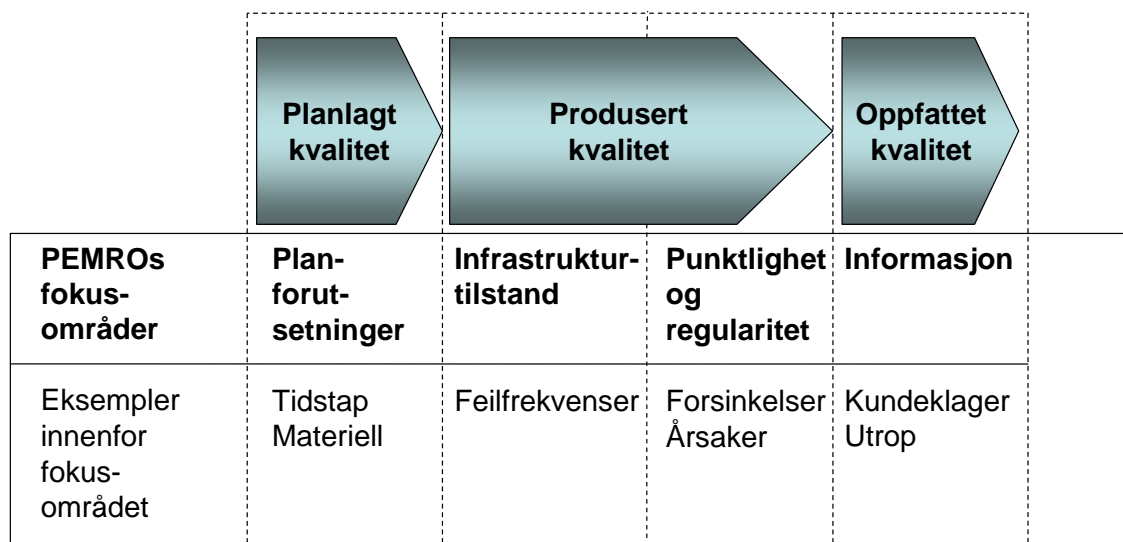 Planlagt
kvalitet
Produsert
kvalitet
Oppfattet
kvalitet
PEMROs
fokus-
områder
Plan-
forut-
setninger
Infrastruktur-
tilstand
Punktlighet
og
regularitet
Informasjon
Eksempler
innenfor
fokus-
området
Tidstap
Materiell
Feilfrekvenser
Forsinkelser
Årsaker
Kundeklager
Utrop